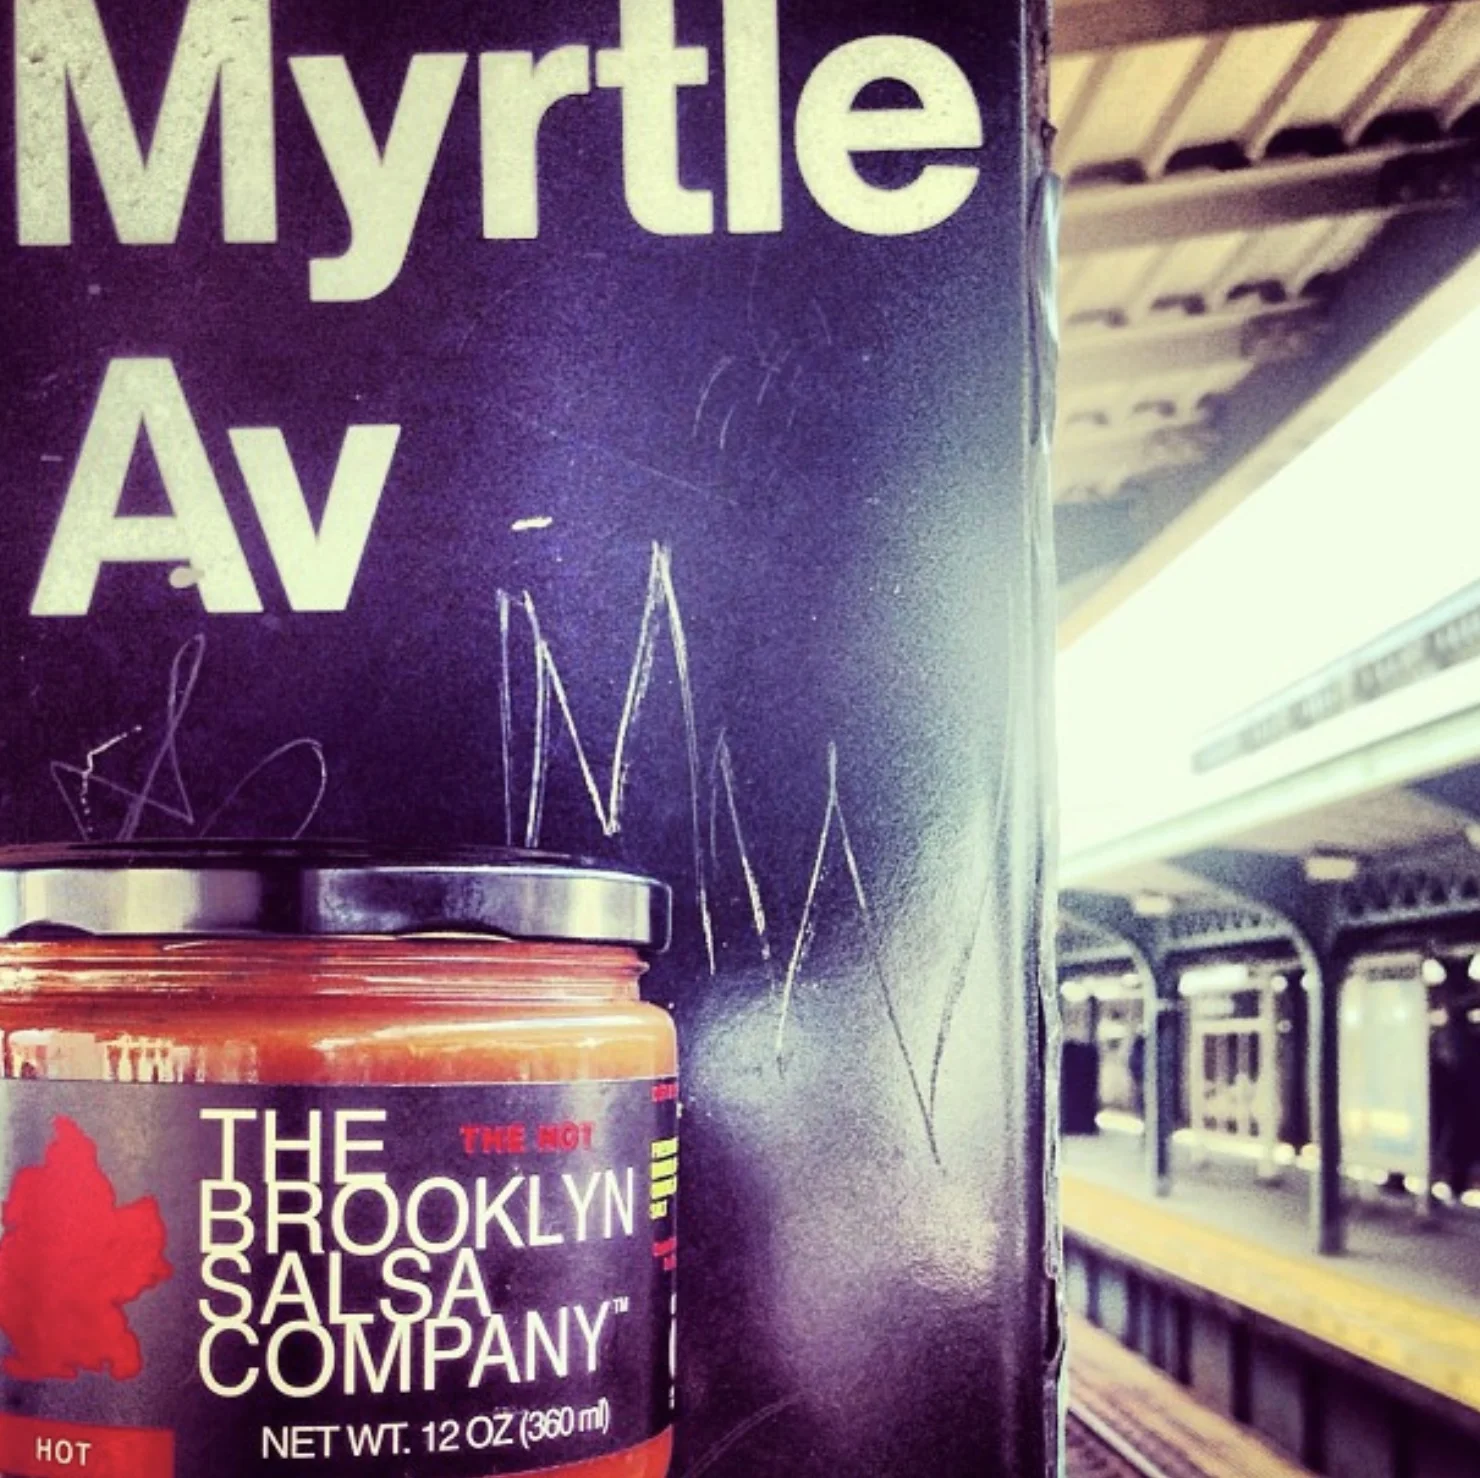 Myrtle
Av
THE
THE HOT
BROOKLYN
SALSA
COMPANY™
NET WT. 12 OZ (360 ml)
HOT